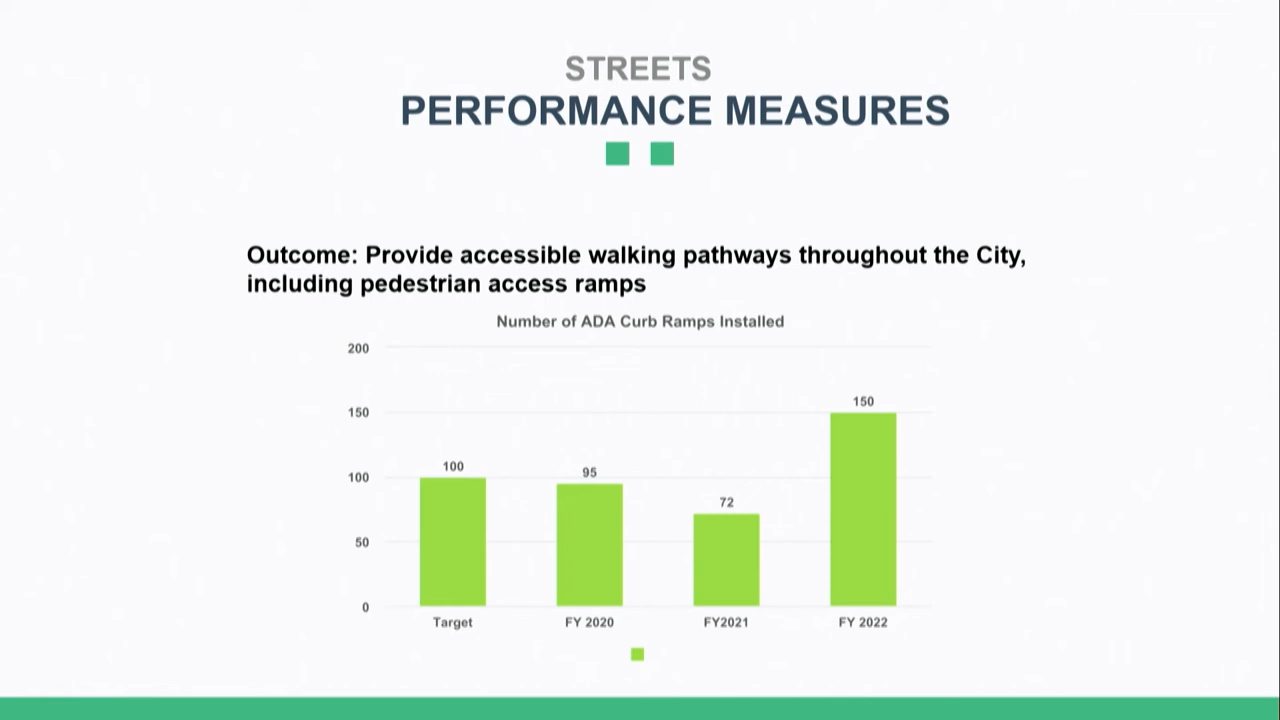 STREETS
PERFORMANCE MEASURES
Outcome: Provide accessible walking pathways throughout the City,
including pedestrian access ramps
Number of ADA Curb Ramps Installed
200
150
100
50
0
100
95
72
150
Target
FY 2020
FY2021
FY 2022